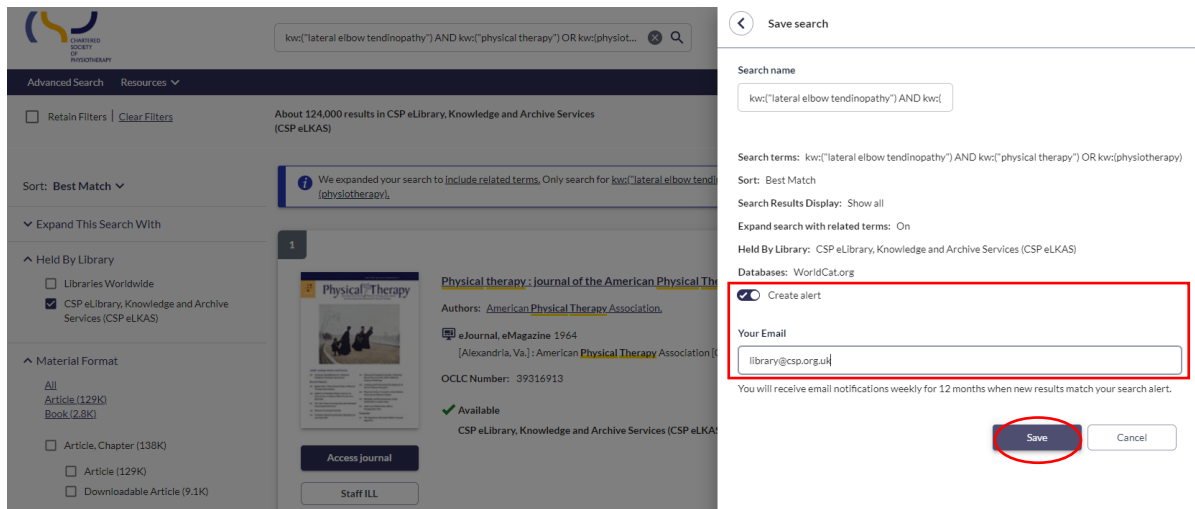 CHARTERED
SOCIETY
OF
PHYSIOTHERAPY
kw:("lateral elbow tendinopathy") AND kw:("physical therapy") OR kw:(physiot...
Advanced Search Resources
Retain Filters | Clear Filters
About 124,000 results in CSP eLibrary, Knowledge and Archive Services
(CSP eLKAS)
Sort: Best Match
We expanded your search to include related terms. Only search for kw:("lateral elbow tendi
(physiotherapy).
Expand This Search With
Held By Library
Libraries Worldwide
CSP eLibrary, Knowledge and Archive
Services (CSP eLKAS)
Material Format
All
Article (129K)
Book (2.8K)
Article, Chapter (138K)
Article (129K)
Downloadable Article (9.1K)
1
Physical Therapy
Physical therapy : journal of the American Physical The
Authors: American Physical Therapy Association.
eJournal, eMagazine 1964
[Alexandria, Va.] : American Physical Therapy Association [
OCLC Number: 39316913
Available
CSP eLibrary, Knowledge and Archive Services (CSP eLKA
Access journal
Staff ILL
Save search
Search name
kw:("lateral elbow tendinopathy") AND kw:(
Search terms: kw:("lateral elbow tendinopathy") AND kw:("physical therapy") OR kw:(physiotherapy)
Sort: Best Match
Search Results Display: Show all
Expand search with related terms: On
Held By Library: CSP eLibrary, Knowledge and Archive Services (CSP eLKAS)
Databases: WorldCat.org
Create alert
Your Email
library@csp.org.uk
You will receive email notifications weekly for 12 months when new results match your search alert.
Save
Cancel